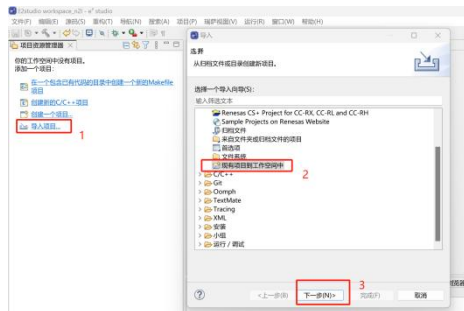 e2studio workspace_n2l - e² studio
文件(F) 编辑(E) 源码(S) 重构(T) 导航(N) 搜索(A) 项目(P) 瑞萨视图(V) 运行(R) 窗口(W) 帮助(H)
项目资源管理器
你的工作空间中没有项目。
添加一个项目:
在一个包含已有代码的目录中创建一个新的Makefile
项目
创建新的C/C++项目
创建一个项目...
导入项目...
1
导入
选择
从归档文件或目录创建新项目。
选择一个导入向导(S):
输入筛选文本
Renesas CS+ Project for CC-RX, CC-RL and CC-RH
Sample Projects on Renesas Website
归档文件
来自文件夹或归档文件的项目
首选项
文件系统
现有项目到工作空间中
2
C/C++
Git
Oomph
TextMate
Tracing
XML
安装
小组
运行 / 调试
3
<上一步(B)
下一步(N)>
完成(F)
取消